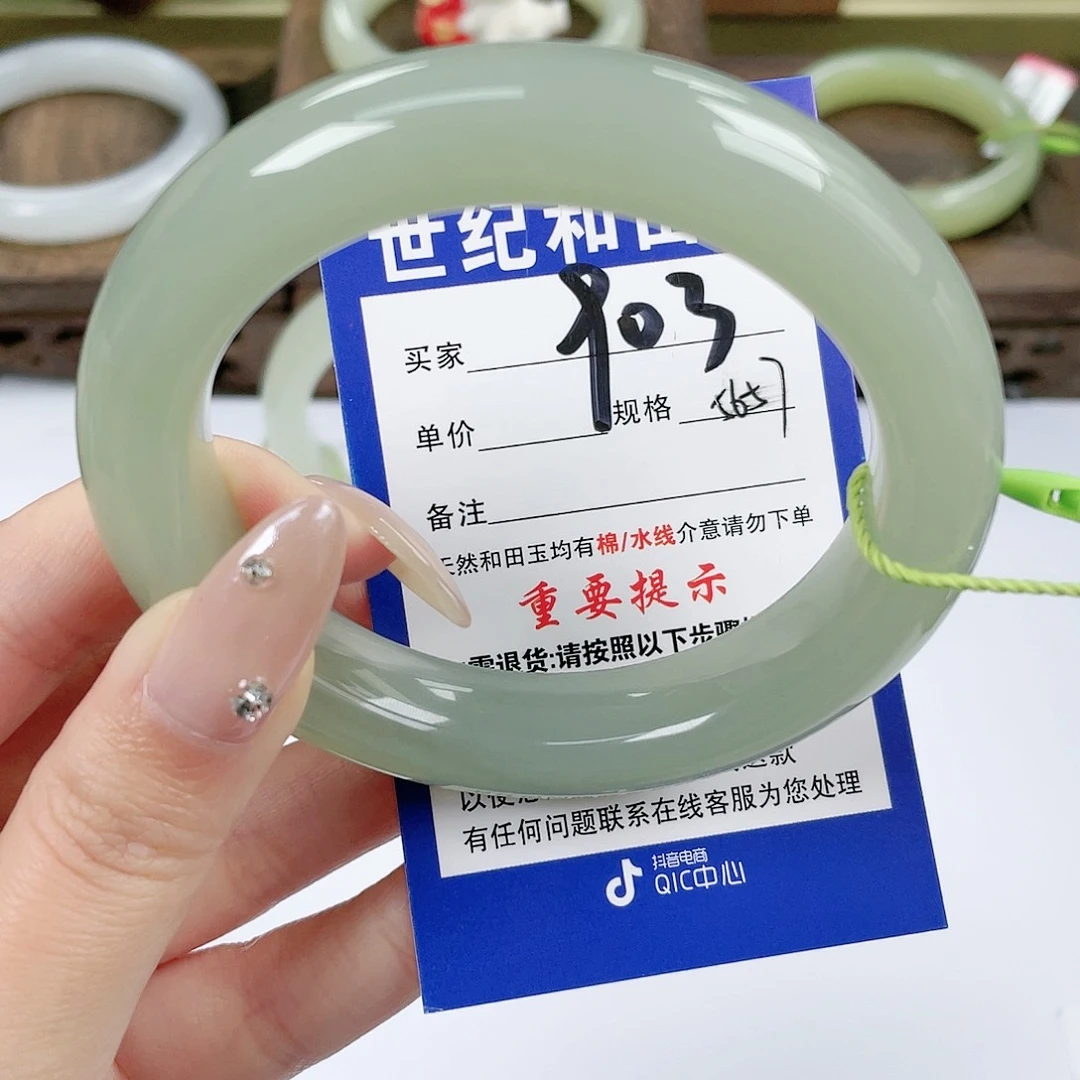 世纪和田
903
买家
单价 规格
备注
天然和田玉均有棉/水线介意请勿下单
重要提示
需退货:请按照以下步骤
退款
有任何问题联系在线客服为您处理
抖音电商
QIC中心